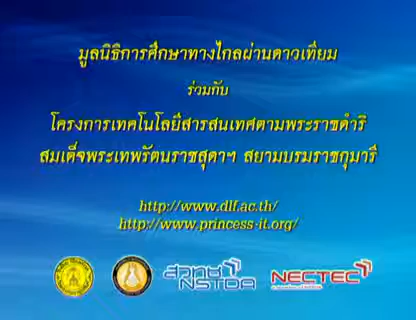 มูลนิธิการศึกษาทางไกลผ่านดาวเทียม
ร่วมกับ
โครงการเทคโนโลยีสารสนเทศตามพระราชดำริ
สมเด็จพระเทพรัตนราชสุดาฯ สยามบรมราชกุมารี
http://www.dlf.ac.th/
http://www.princess-it.org/
สวทช
NSTDA
NECTEC